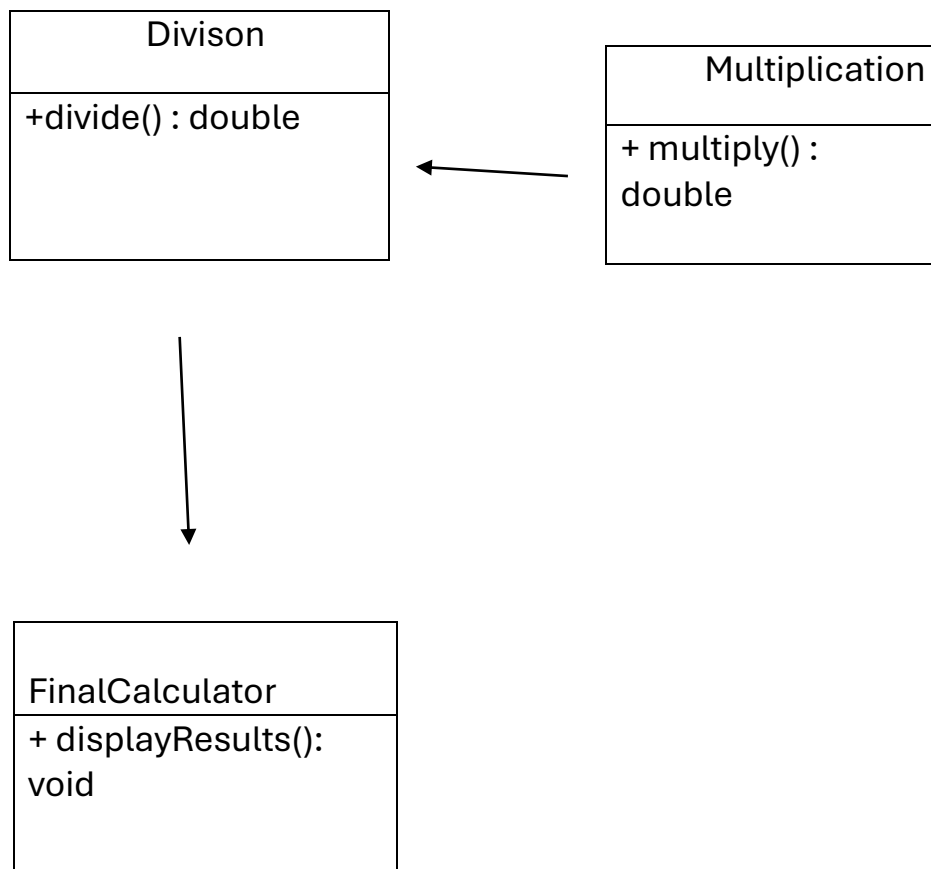 Divison
+divide() : double
Multiplication
+ multiply() :
double
FinalCalculator
+ displayResults():
void